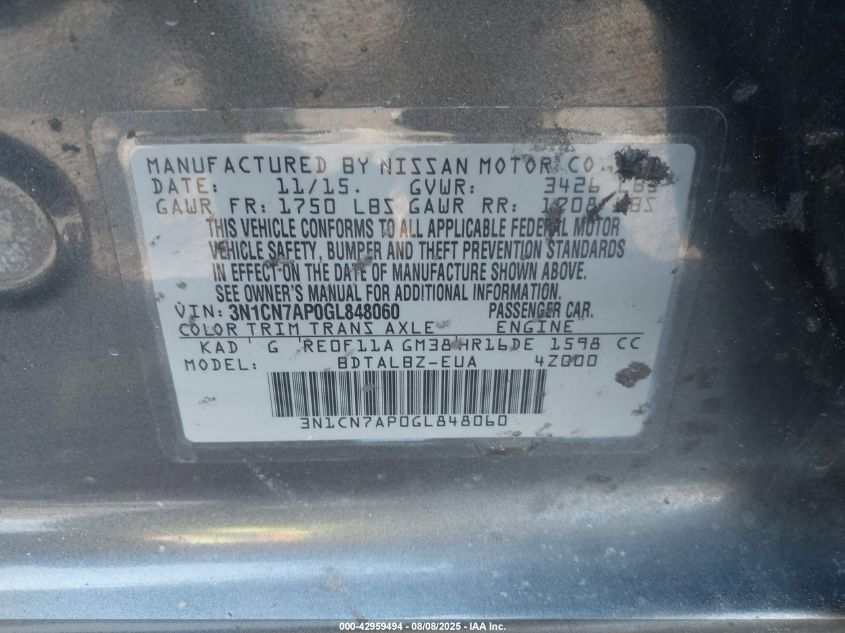 MANUFACTURED BY NISSAN MOTOR CO.,
DATE: 11/15. GVWR: 3426 LBS
GAWR FR: 1750 LBS GAWR RR: 1708 LBS
THIS VEHICLE CONFORMS TO ALL APPLICABLE FEDERAL MOTOR
VEHICLE SAFETY, BUMPER AND THEFT PREVENTION STANDARDS
IN EFFECT ON THE DATE OF MANUFACTURE SHOWN ABOVE.
SEE OWNER'S MANUAL FOR ADDITIONAL INFORMATION.
VIN: 3N1CN7AP0GL848060 PASSENGER CAR.
COLOR TRIM TRANS AXLE ENGINE
KAD G RE0F11A GM38 HR16DE 1598 CC
MODEL: BDTALBZ-EUA 4Z000
3N1CN7AP0GL848060
000-42959494 - 08/08/2025 - IAA Inc.